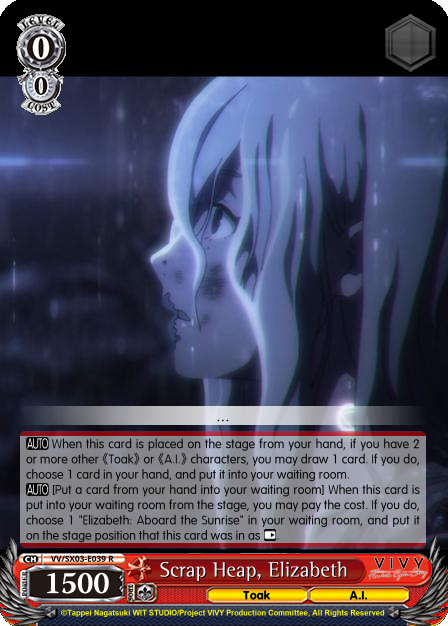 LEVEL
0
0
COST
...
AUTO When this card is placed on the stage from your hand, if you have 2
or more other 《Toak》 or 《A.I.》 characters, you may draw 1 card. If you do,
choose 1 card in your hand, and put it into your waiting room.
AUTO [Put a card from your hand into your waiting room] When this card is
put into your waiting room from the stage, you may pay the cost. If you do,
choose 1 "Elizabeth: Aboard the Sunrise" in your waiting room, and put it
on the stage position that this card was in as
CH VV/SX03-E039 R
POWER 1500 SOUL Scrap Heap, Elizabeth VIVY
Toak A.I.
©Tappei Nagatsuki WIT STUDIO/Project VIVY Production Committee, All Rights Reserved